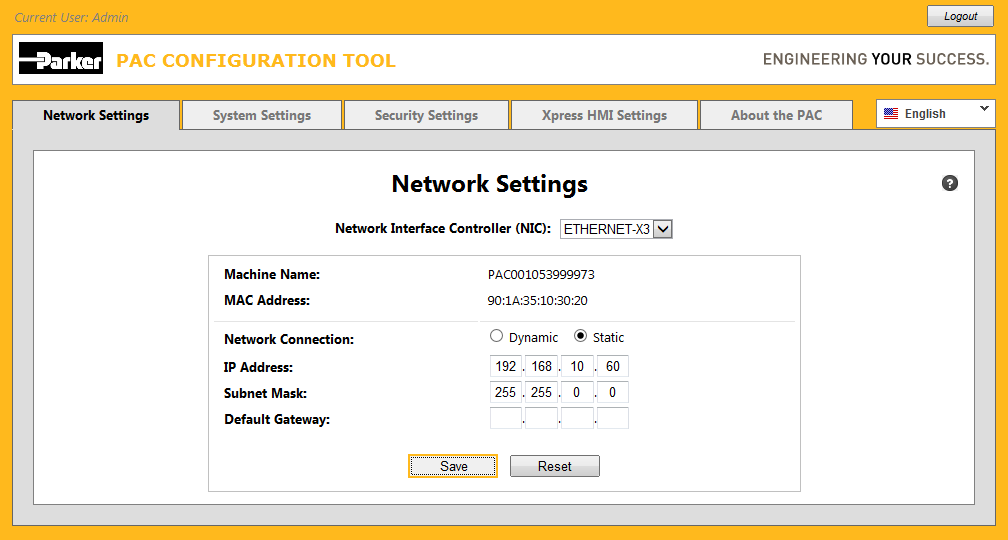 Current User: Admin
Logout
Parker PAC CONFIGURATION TOOL ENGINEERING YOUR SUCCESS.
Network Settings System Settings Security Settings Xpress HMI Settings About the PAC English
Network Settings ?
Network Interface Controller (NIC): ETHERNET-X3
Machine Name: PAC001053999973
MAC Address: 90:1A:35:10:30:20
Network Connection: Dynamic Static
IP Address: 192 . 168 . 10 . 60
Subnet Mask: 255 . 255 . 0 . 0
Default Gateway: . . .
Save Reset